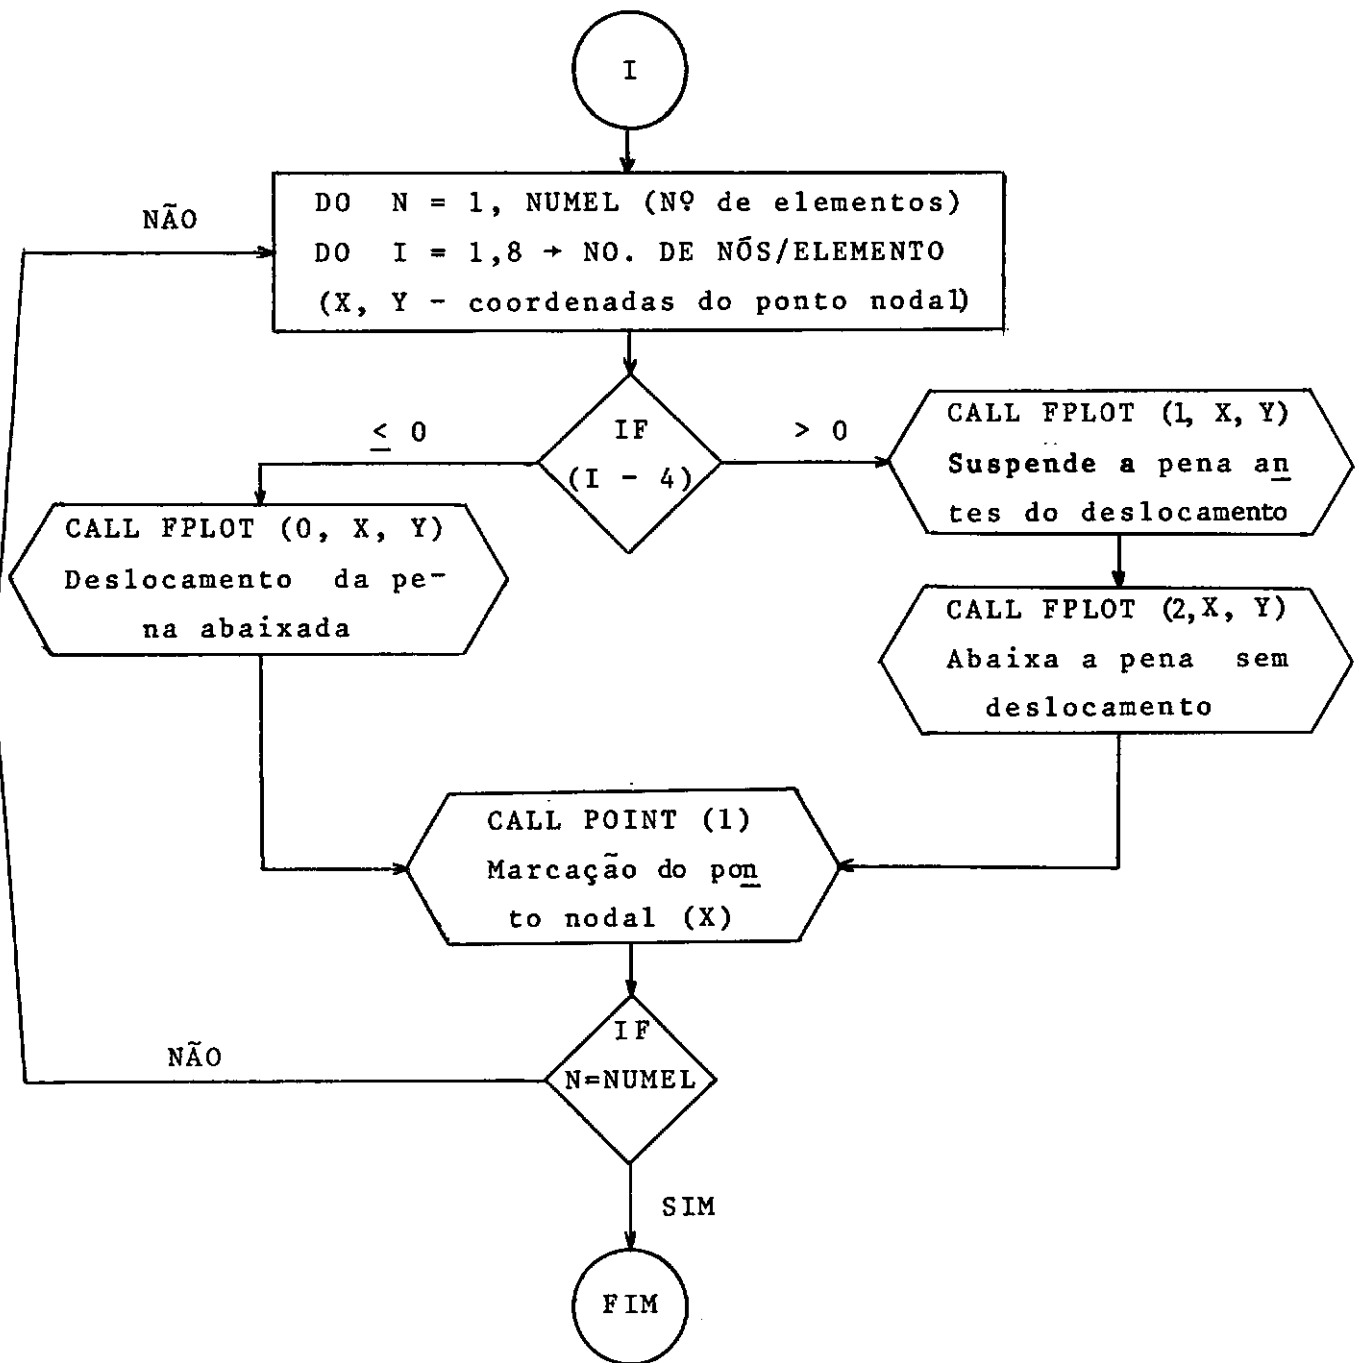 I
DO N = 1, NUMEL (Nº de elementos)
NÃO
DO I = 1,8 → NO. DE NÓS/ELEMENTO
(X, Y - coordenadas do ponto nodal)
IF
(I - 4)
≤ 0
> 0
CALL FPLOT (1, X, Y)
Suspende a pena an
tes do deslocamento
CALL FPLOT (0, X, Y)
Deslocamento da pe-
na abaixada
CALL FPLOT (2, X, Y)
Abaixa a pena sem
deslocamento
CALL POINT (1)
Marcação do pon
to nodal (X)
IF
N=NUMEL
NÃO
SIM
FIM